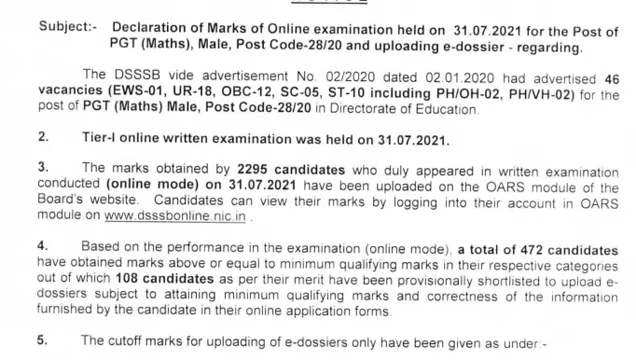 Subject:- Declaration of Marks of Online examination held on 31.07.2021 for the Post of
PGT (Maths), Male, Post Code-28/20 and uploading e-dossier - regarding.
The DSSSB vide advertisement No. 02/2020 dated 02.01.2020 had advertised 46
vacancies (EWS-01, UR-18, OBC-12, SC-05, ST-10 including PH/OH-02, PH/VH-02) for the
post of PGT (Maths) Male, Post Code-28/20 in Directorate of Education.
2. Tier-I online written examination was held on 31.07.2021.
3. The marks obtained by 2295 candidates who duly appeared in written examination
conducted (online mode) on 31.07.2021 have been uploaded on the OARS module of the
Board's website. Candidates can view their marks by logging into their account in OARS
module on www.dsssbonline.nic.in .
4. Based on the performance in the examination (online mode), a total of 472 candidates
have obtained marks above or equal to minimum qualifying marks in their respective categories
out of which 108 candidates as per their merit have been provisionally shortlisted to upload e-
dossiers subject to attaining minimum qualifying marks and correctness of the information
furnished by the candidate in their online application forms.
5. The cutoff marks for uploading of e-dossiers only have been given as under:-